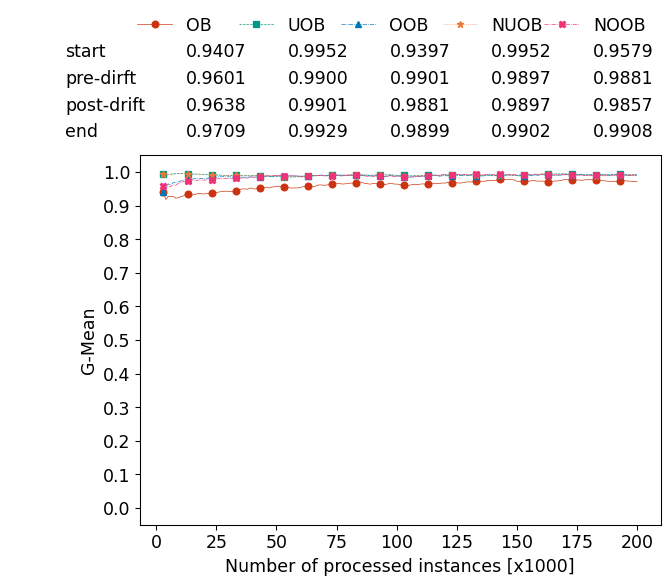 OB UOB OOB NUOB NOOB
start 0.9407 0.9952 0.9397 0.9952 0.9579
pre-dirft 0.9601 0.9900 0.9901 0.9897 0.9881
post-drift 0.9638 0.9901 0.9881 0.9897 0.9857
end 0.9709 0.9929 0.9899 0.9902 0.9908
1.0
0.9
0.8
0.7
0.6
0.5
0.4
0.3
0.2
0.1
0.0
G-Mean
0 25 50 75 100 125 150 175 200
Number of processed instances [x1000]